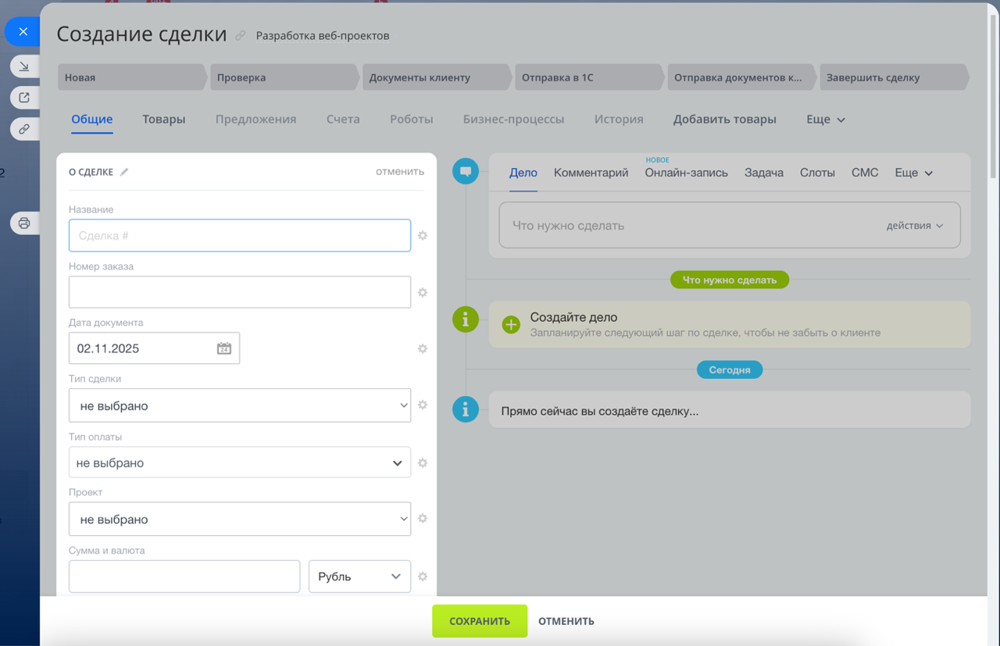 Создание сделки Разработка веб-проектов
Новая Проверка Документы клиенту Отправка в 1С Отправка документов к... Завершить сделку
Общие Товары Предложения Счета Роботы Бизнес-процессы История Добавить товары Еще
О СДЕЛКЕ отменить
Название
Сделка #
Номер заказа
Дата документа
02.11.2025 24
Тип сделки
не выбрано
Тип оплаты
не выбрано
Проект
не выбрано
Сумма и валюта
Рубль
НОВОЕ
Дело Комментарий Онлайн-запись Задача Слоты СМС Еще
Что нужно сделать действия
Что нужно сделать
Создайте дело
Запланируйте следующий шаг по сделке, чтобы не забыть о клиенте
Сегодня
Прямо сейчас вы создаёте сделку...
СОХРАНИТЬ ОТМЕНИТЬ